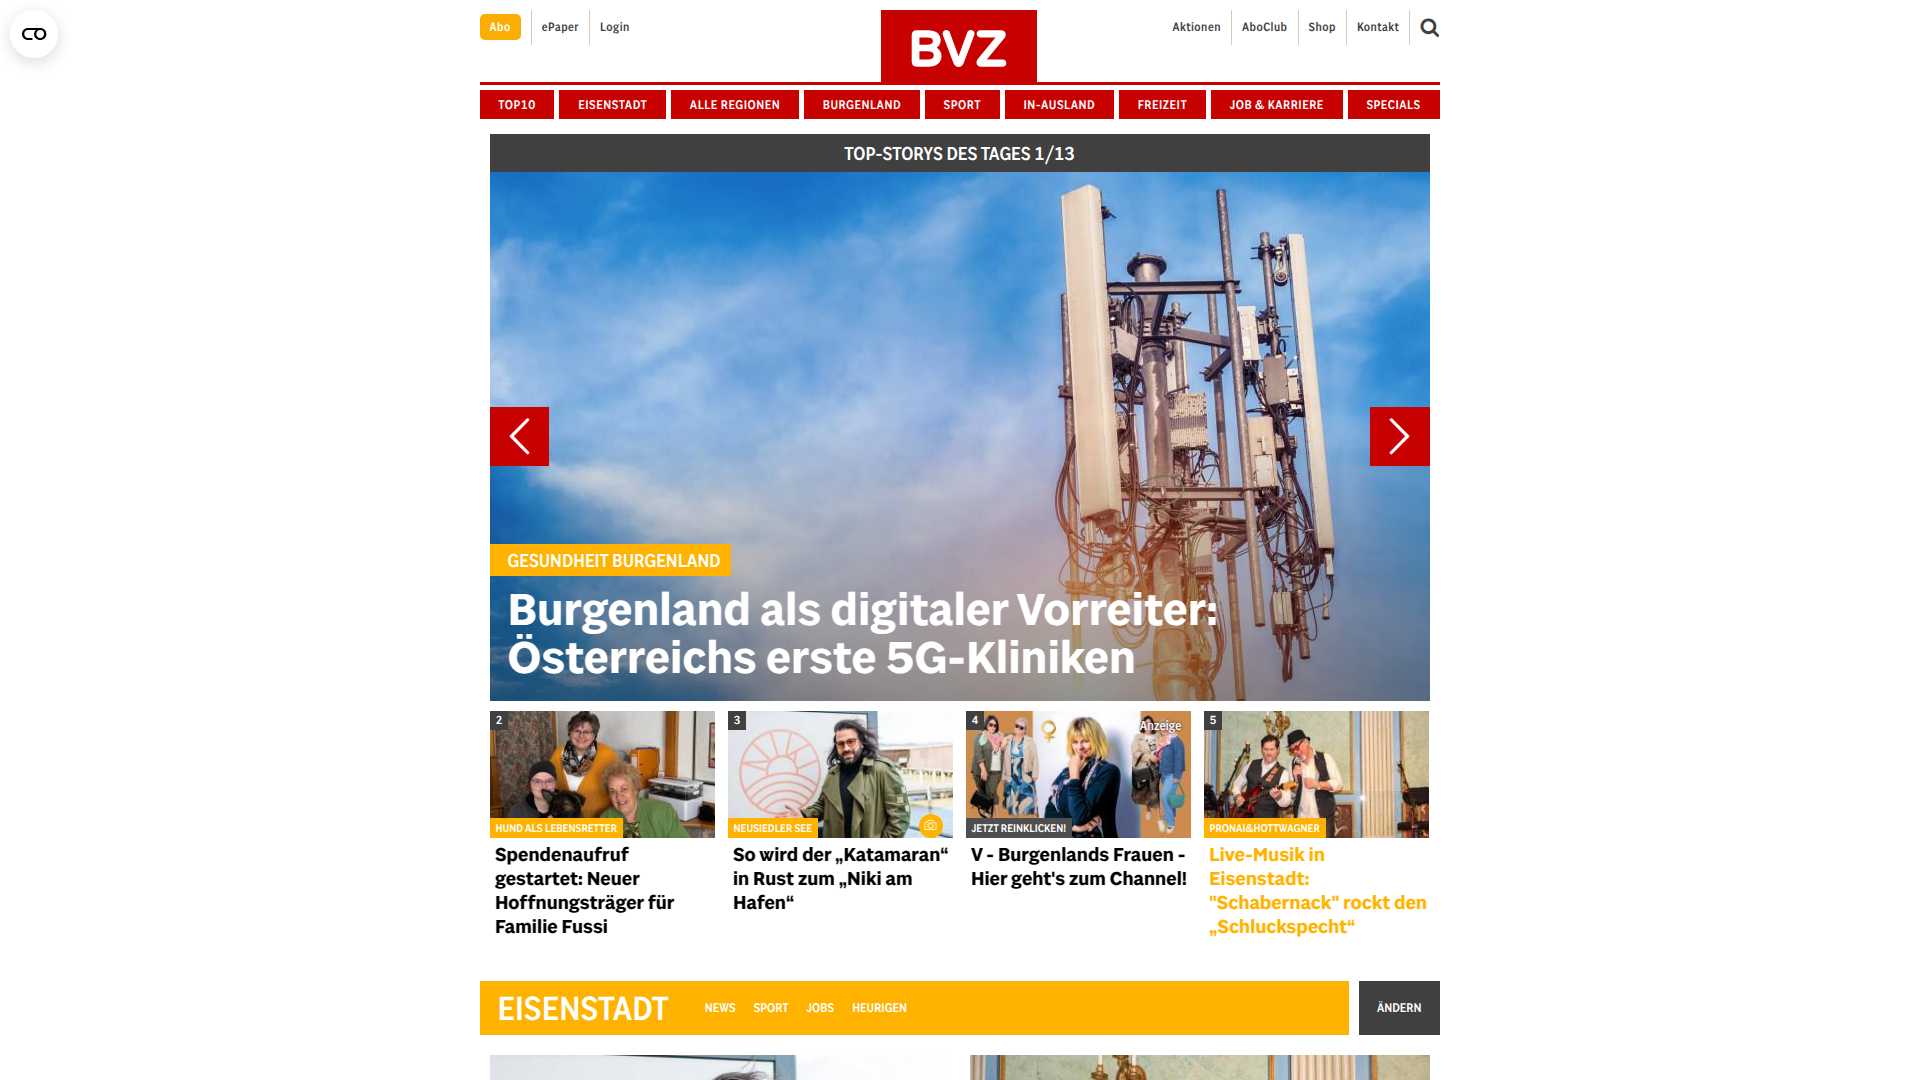 Abo
ePaper
Login
BVZ
Aktionen
AboClub
Shop
Kontakt
TOP10
EISENSTADT
ALLE REGIONEN
BURGENLAND
SPORT
IN-AUSLAND
FREIZEIT
JOB & KARRIERE
SPECIALS
TOP-STORYS DES TAGES 1/13
GESUNDHEIT BURGENLAND
Burgenland als digitaler Vorreiter:
Österreichs erste 5G-Kliniken
2
HUND ALS LEBENSRETTER
Spendenaufruf
gestartet: Neuer
Hoffnungsträger für
Familie Fussi
3
NEUSIEDLER SEE
So wird der „Katamaran“
in Rust zum „Niki am
Hafen“
4
Anzeige
JETZT REINKLICKEN!
V - Burgenlands Frauen -
Hier geht's zum Channel!
5
PRONAI&HOTTWAGNER
Live-Musik in
Eisenstadt:
"Schabernack" rockt den
„Schluckspecht“
EISENSTADT
NEWS
SPORT
JOBS
HEURIGEN
ÄNDERN